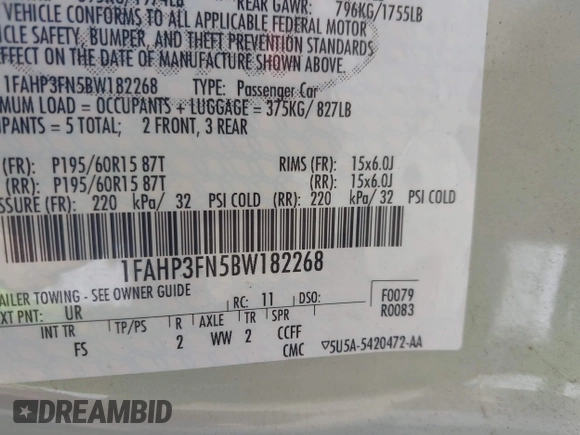 REAR GAWR: 796KG/1755LB
VEHICLE CONFORMS TO ALL APPLICABLE FEDERAL MOTOR
SAFETY, BUMPER, AND THEFT PREVENTION STANDARDS
EFFECT ON THE DATE OF MANUFACTURE SHOWN ABOVE.
1FAHP3FN5BW182268 TYPE: Passenger Car
MUM LOAD = OCCUPANTS + LUGGAGE = 375KG/ 827LB
PANTS = 5 TOTAL; 2 FRONT, 3 REAR
(FR): P195/60R15 87T RIMS (FR): 15x6.0J
(RR): P195/60R15 87T (RR): 15x6.0J
SSURE (FR): 220 kPa/ 32 PSI COLD (RR): 220 kPa/ 32 PSI COLD
1FAHP3FN5BW182268
AILER TOWING - SEE OWNER GUIDE
XT PNT: UR RC: 11 DSO: F0079
R0083
INT TR TP/PS R AXLE TR SPR
FS 2 WW 2 CCFF
CMC 5U5A-5420472-AA
DREAMBID